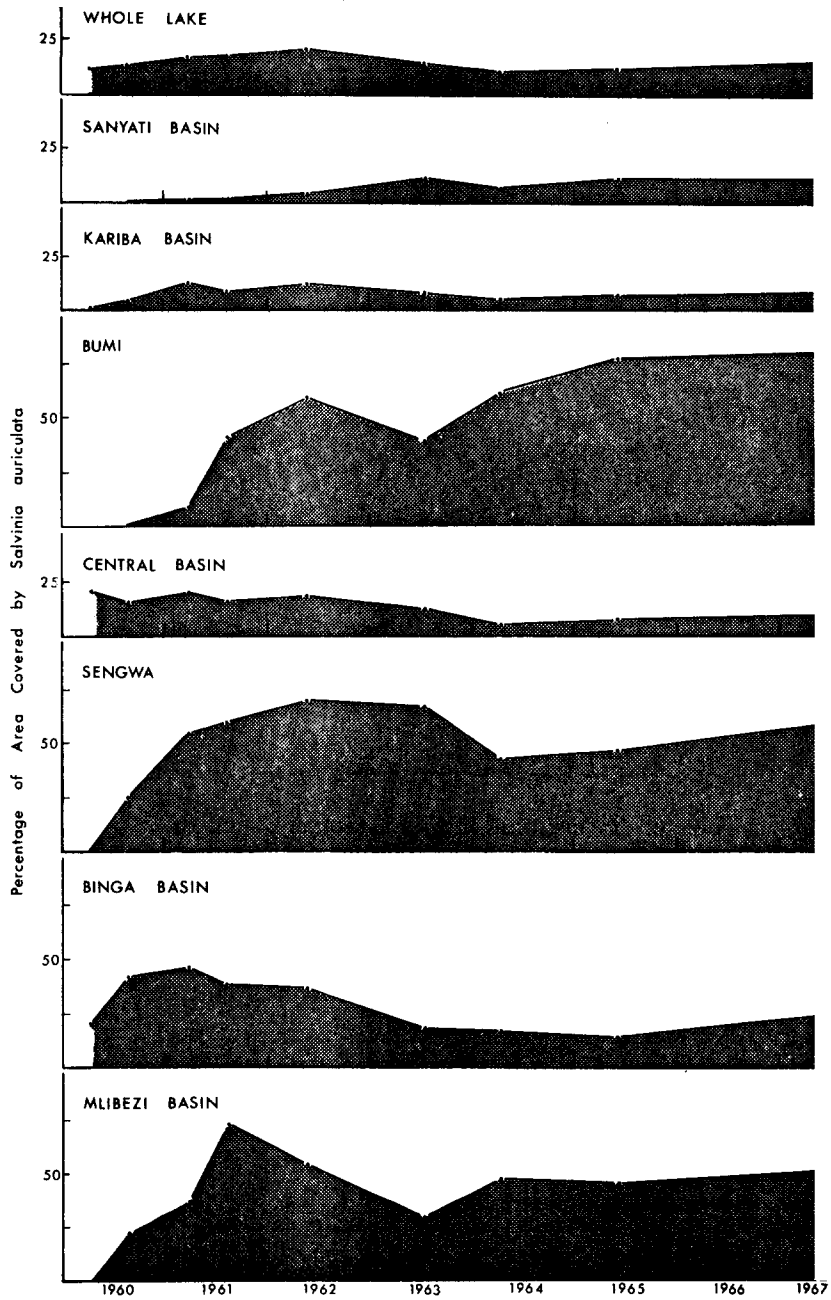 WHOLE LAKE
25
SANYATI BASIN
25
KARIBA BASIN
25
BUMI
50
CENTRAL BASIN
25
SENGWA
50
BINGA BASIN
50
MLIBEZI BASIN
50
1960 1961 1962 1963 1964 1965 1966 1967
Percentage of Area Covered by Salvinia auriculata